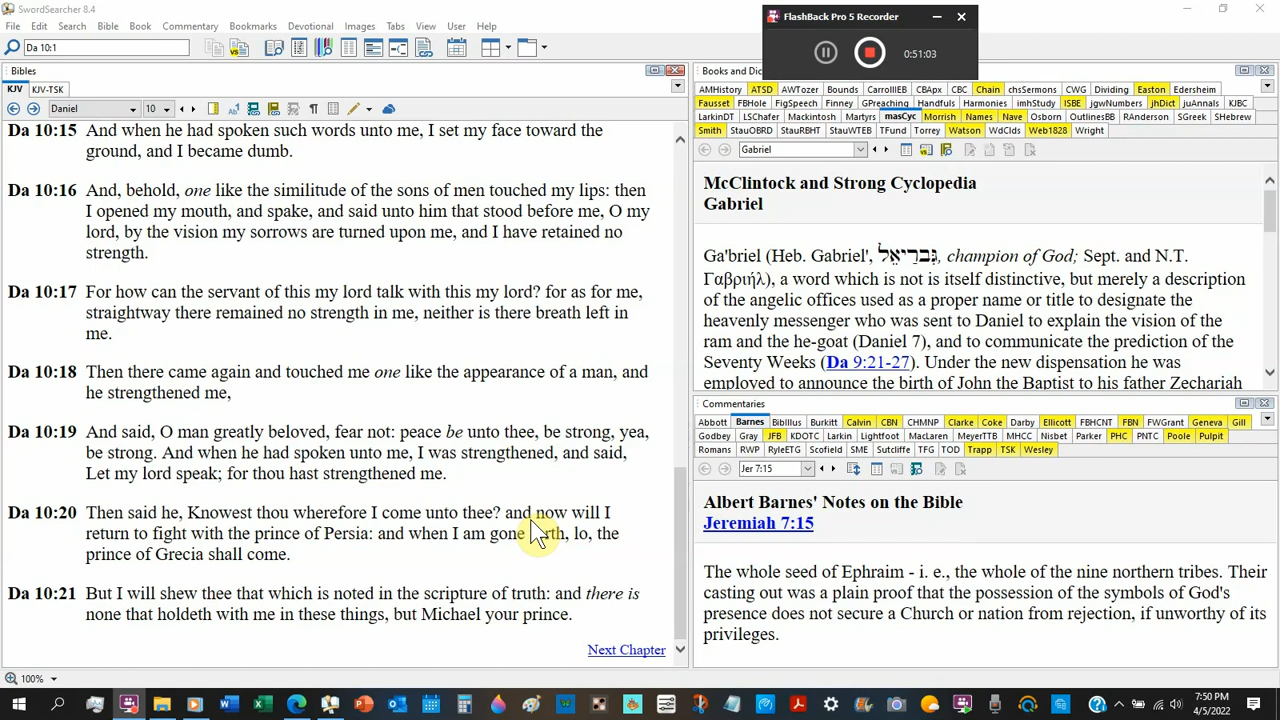 SwordSearcher 8.4
File Edit Search Bible Book Commentary Bookmarks Devotional Images Tabs View Help
Da 10:1
FlashBack Pro 5 Recorder
0:51:03
Bibles
KJV KJV-TSK
Daniel 10
Da 10:15 And when he had spoken such words unto me, I set my face toward the
ground, and I became dumb.
Da 10:16 And, behold, one like the similitude of the sons of men touched my lips: then
I opened my mouth, and spake, and said unto him that stood before me, O my
lord, by the vision my sorrows are turned upon me, and I have retained no
strength.
Da 10:17 For how can the servant of this my lord talk with this my lord? for as for me,
straightway there remained no strength in me, neither is there breath left in
me.
Da 10:18 Then there came again and touched me one like the appearance of a man, and
he strengthened me,
Da 10:19 And said, O man greatly beloved, fear not: peace be unto thee, be strong, yea,
be strong. And when he had spoken unto me, I was strengthened, and said,
Let my lord speak; for thou hast strengthened me.
Da 10:20 Then said he, Knowest thou wherefore I come unto thee? and now will I
return to fight with the prince of Persia: and when I am gone forth, lo, the
prince of Grecia shall come.
Da 10:21 But I will shew thee that which is noted in the scripture of truth: and there is
none that holdeth with me in these things, but Michael your prince.
Next Chapter
100%
Books and Dic
AMHistory ATSD AWTozer Bounds CarrollIEB CBApx CBC Chain chsSermons CWG Dividing Easton Edersheim
Fausset FBHole FigSpeech Finney GPreaching Handfuls Harmonies imhStudy ISBE jgwNumbers jhDict juAnnals KJBC
LarkinDT LSChafer Mackintosh Martyrs masCyc Morrish Names Nave Osborn OutlinesBB RAnderson SGreek SHebrew
Smith StauOBRD StauRBHT StauWTEB TFund Torrey Watson WdClds Web1828 Wright
Gabriel
McClintock and Strong Cyclopedia
Gabriel
Ga'briel (Heb. Gabriel', גִּבְרַיאֵל, champion of God; Sept. and N.T.
Γαβριήλ), a word which is not is itself distinctive, but merely a description
of the angelic offices used as a proper name or title to designate the
heavenly messenger who was sent to Daniel to explain the vision of the
ram and the he-goat (Daniel 7), and to communicate the prediction of the
Seventy Weeks (Da 9:21-27). Under the new dispensation he was
employed to announce the birth of John the Baptist to his father Zechariah
Commentaries
Abbott Barnes BibIllus Burkitt Calvin CBN CHMNP Clarke Coke Darby Ellicott FBHCNT FBN FWGrant Geneva Gill
Godbey Gray JFB KDOTC Larkin Lightfoot MacLaren MeyerTTB MHCC Nisbet Parker PHC PNTC Poole Pulpit
Romans RWP RyleETG Scofield SME Sutcliffe TFG TOD Trapp TSK Wesley
Jer 7:15
Albert Barnes' Notes on the Bible
Jeremiah 7:15
The whole seed of Ephraim - i. e., the whole of the nine northern tribes. Their
casting out was a plain proof that the possession of the symbols of God's
presence does not secure a Church or nation from rejection, if unworthy of its
privileges.
7:50 PM
4/5/2022